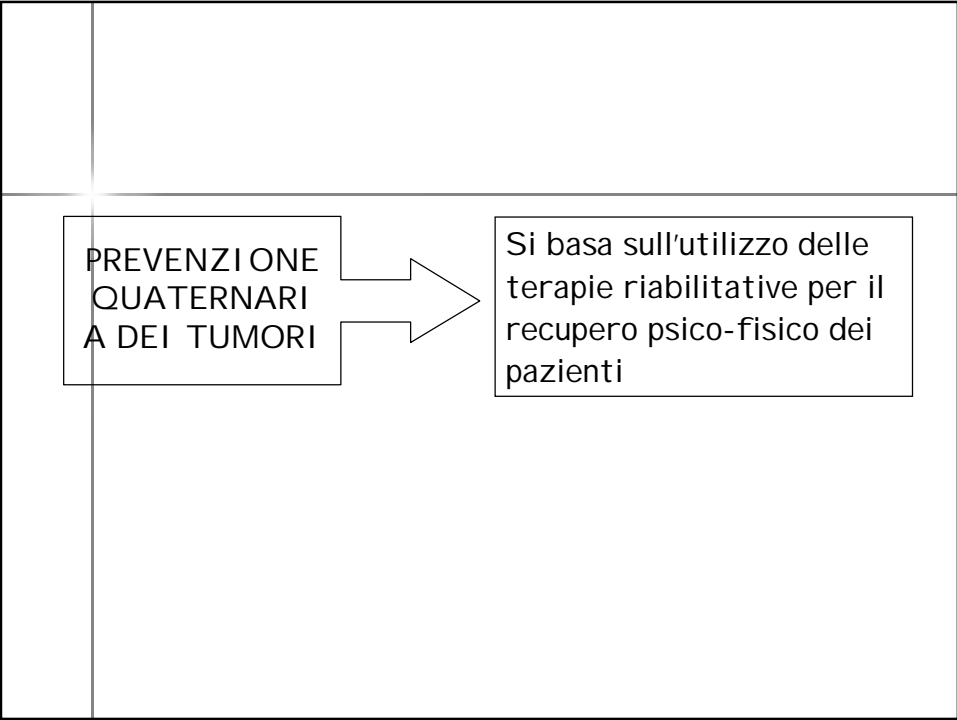 PREVENZIONE
QUATERNARI
A DEI TUMORI
Si basa sull'utilizzo delle
terapie riabilitative per il
recupero psico-fisico dei
pazienti